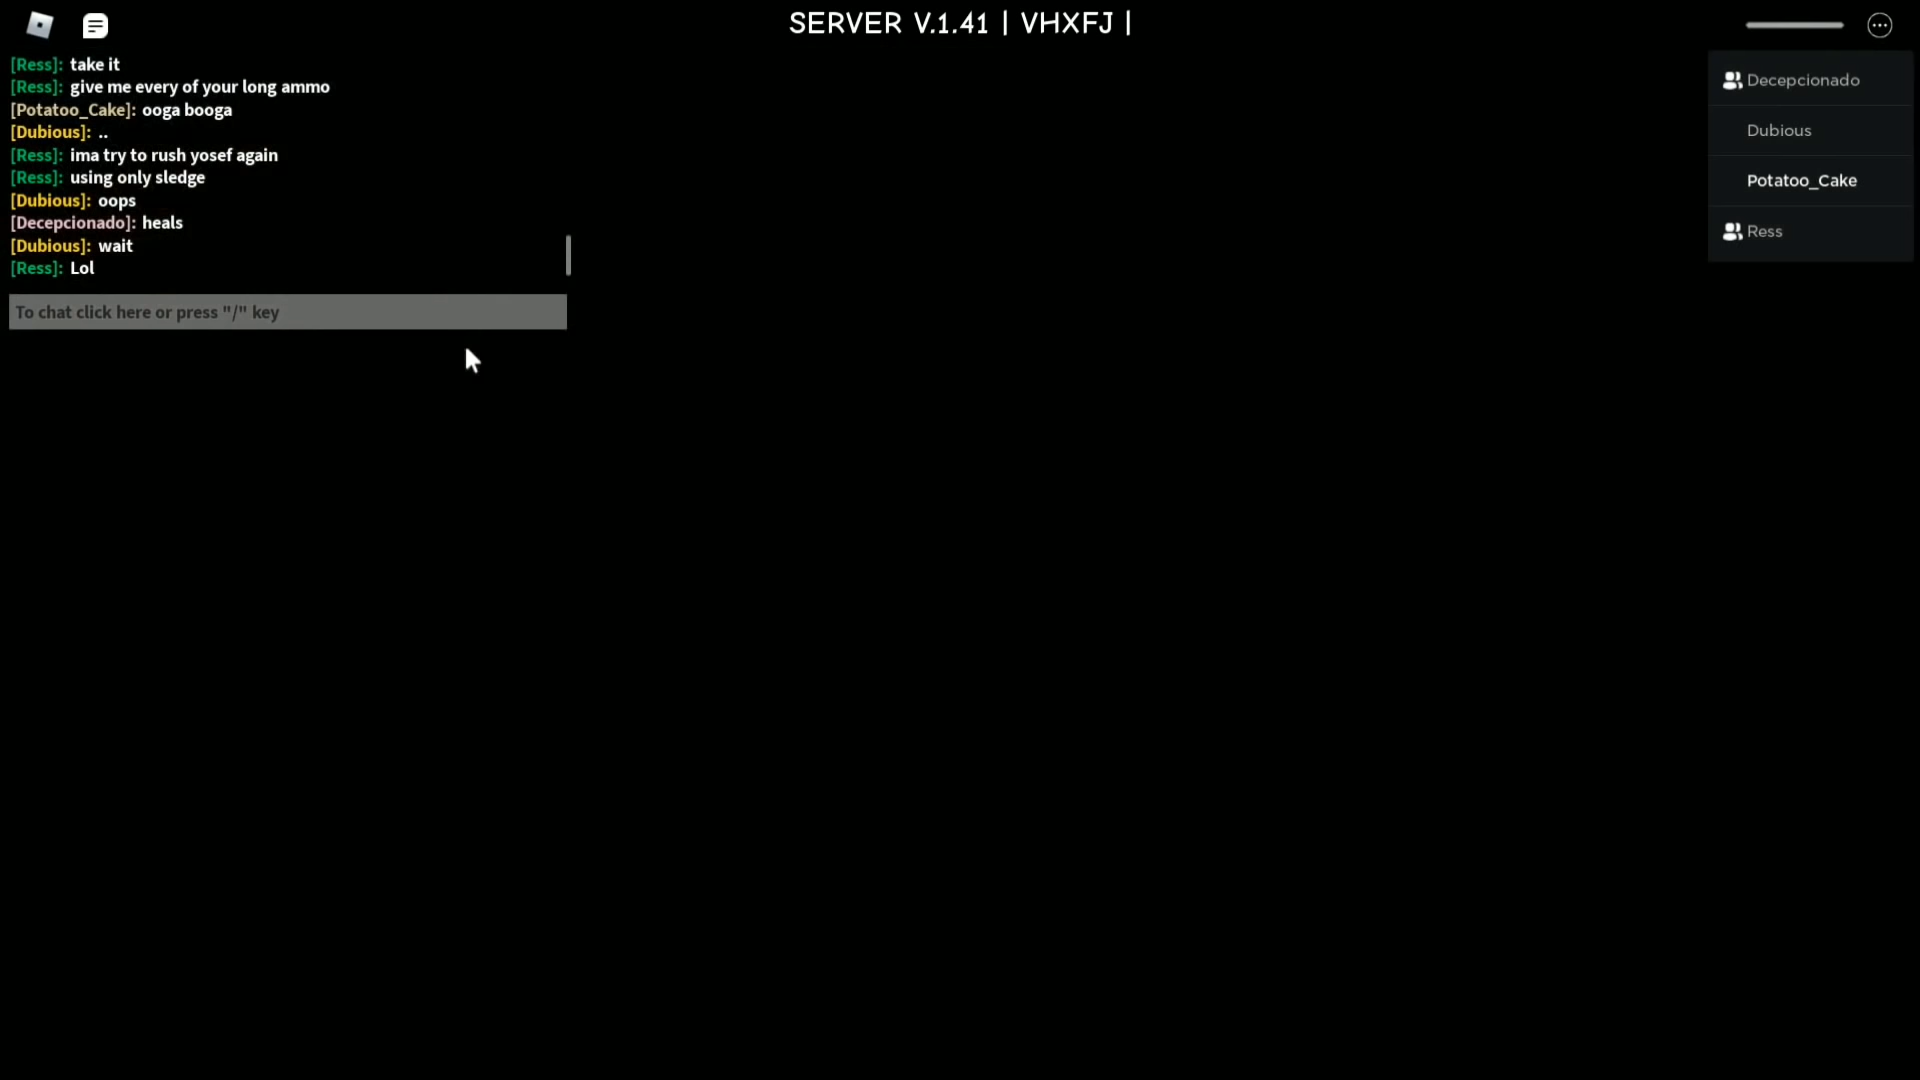 SERVER V.1.41 | VHXFJ |
[Ress]: take it
[Ress]: give me every of your long ammo
[Potatoo_Cake]: ooga booga
[Dubious]: ..
[Ress]: ima try to rush yosef again
[Ress]: using only sledge
[Dubious]: oops
[Decepcionado]: heals
[Dubious]: wait
[Ress]: Lol
To chat click here or press "/" key
Decepcionado
Dubious
Potatoo_Cake
Ress